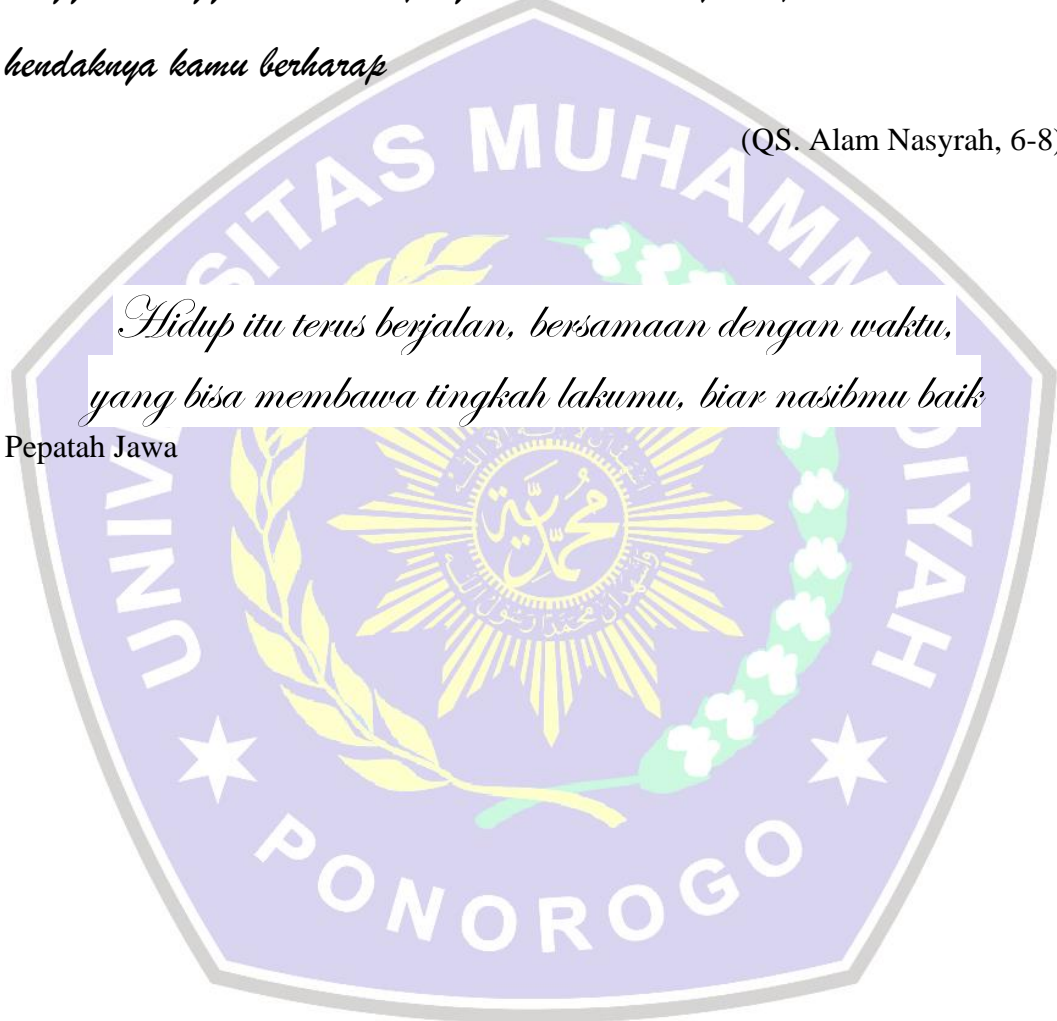 hendaknya kamu berharap
(QS. Alam Nasyrah, 6-8)
UNIVERSITAS MUHAMMADIYAH
Hidup itu terus berjalan, bersamaan dengan waktu,
yang bisa membawa tingkah lakumu, biar nasibmu baik
Pepatah Jawa
محمدية
PONOROGO